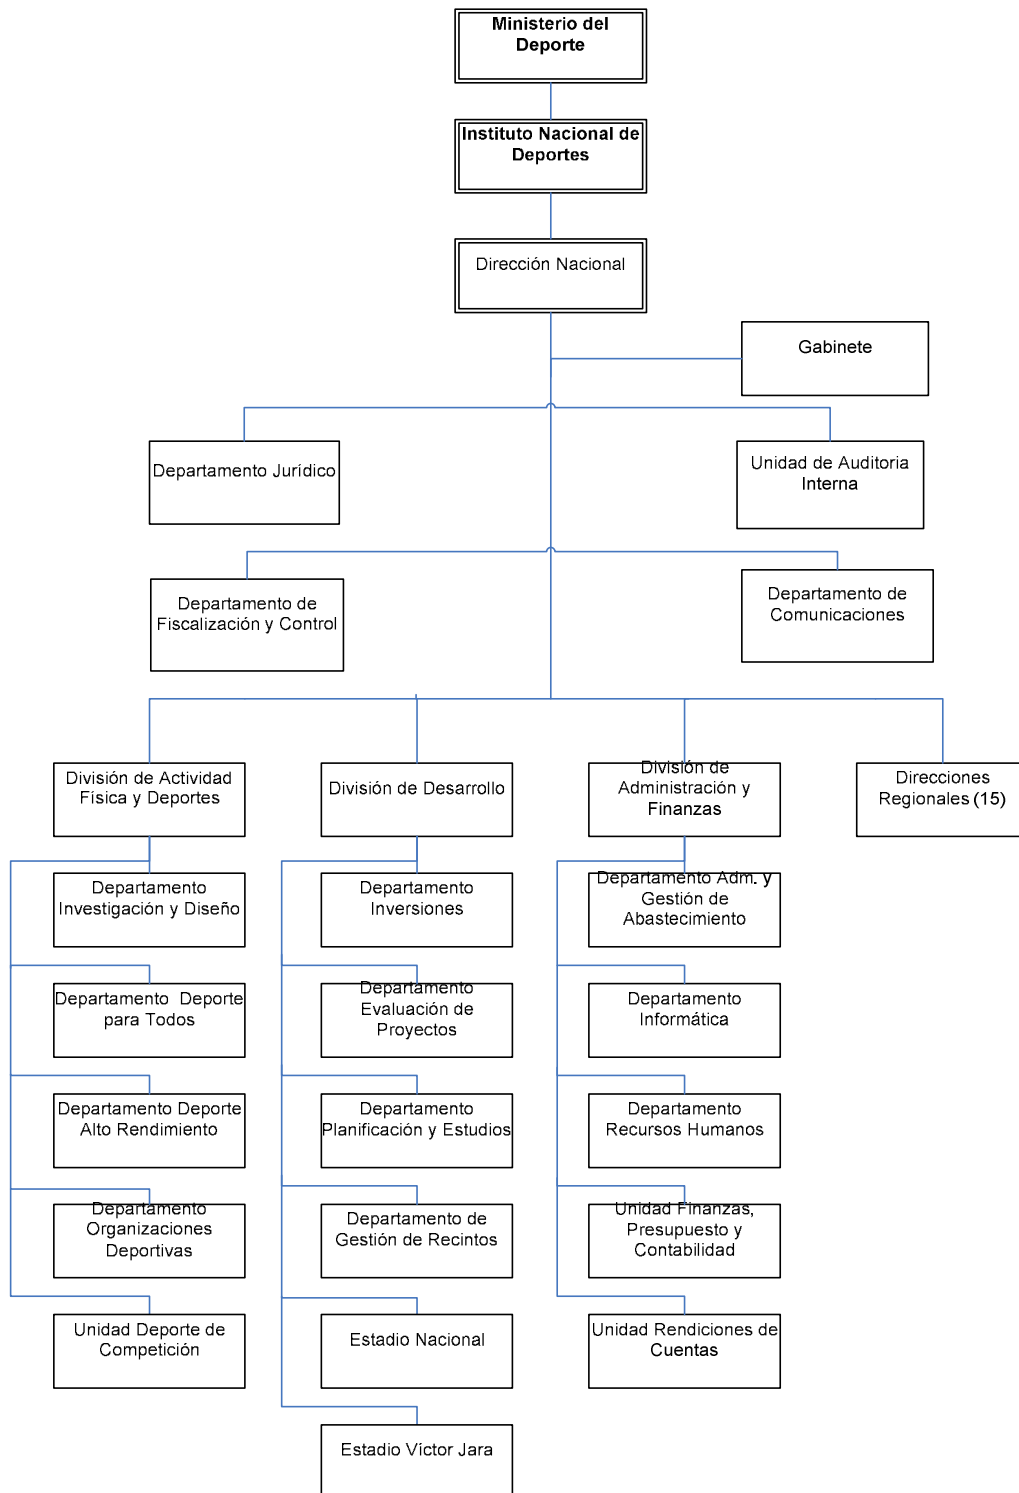 Ministerio del
Deporte
Instituto Nacional de
Deportes
Dirección Nacional
Gabinete
Departamento Jurídico
Unidad de Auditoria
Interna
Departamento de
Fiscalización y Control
Departamento de
Comunicaciones
División de Actividad
Física y Deportes
División de Desarrollo
División de
Administración y
Finanzas
Direcciones
Regionales (15)
Departamento
Investigación y Diseño
Departamento
Inversiones
Departamento Adm. y
Gestión de
Abastecimiento
Departamento Deporte
para Todos
Departamento
Evaluación de
Proyectos
Departamento
Informática
Departamento Deporte
Alto Rendimiento
Departamento
Planificación y Estudios
Departamento
Recursos Humanos
Departamento
Organizaciones
Deportivas
Departamento de
Gestión de Recintos
Unidad Finanzas,
Presupuesto y
Contabilidad
Unidad Deporte de
Competición
Estadio Nacional
Unidad Rendiciones de
Cuentas
Estadio Víctor Jara